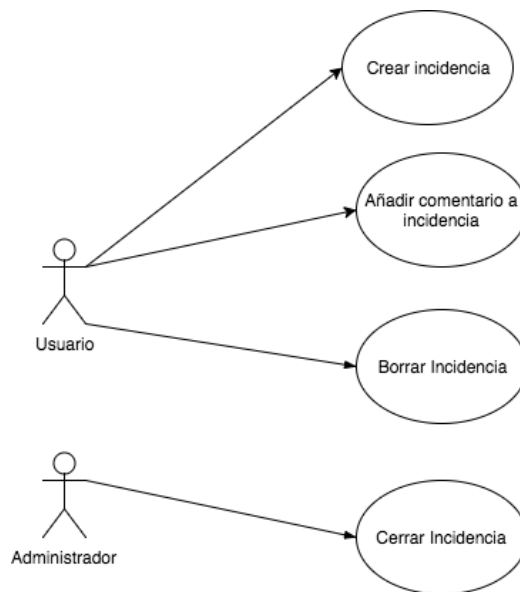 Crear incidencia
Añadir comentario a
incidencia
Usuario
Borrar Incidencia
Administrador
Cerrar Incidencia